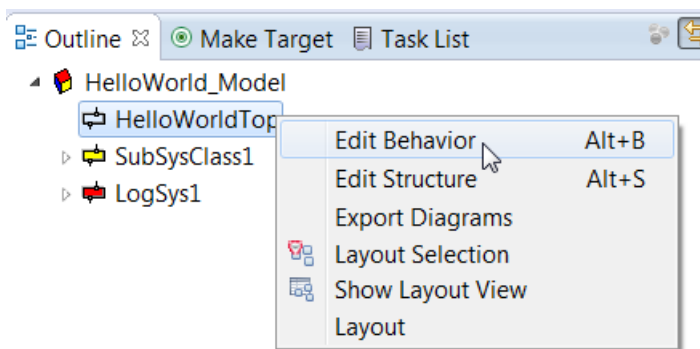 Outline Make Target Task List
HelloWorld_Model
HelloWorldTop
SubSysClass1
LogSys1
Edit Behavior Alt+B
Edit Structure Alt+S
Export Diagrams
Layout Selection
Show Layout View
Layout